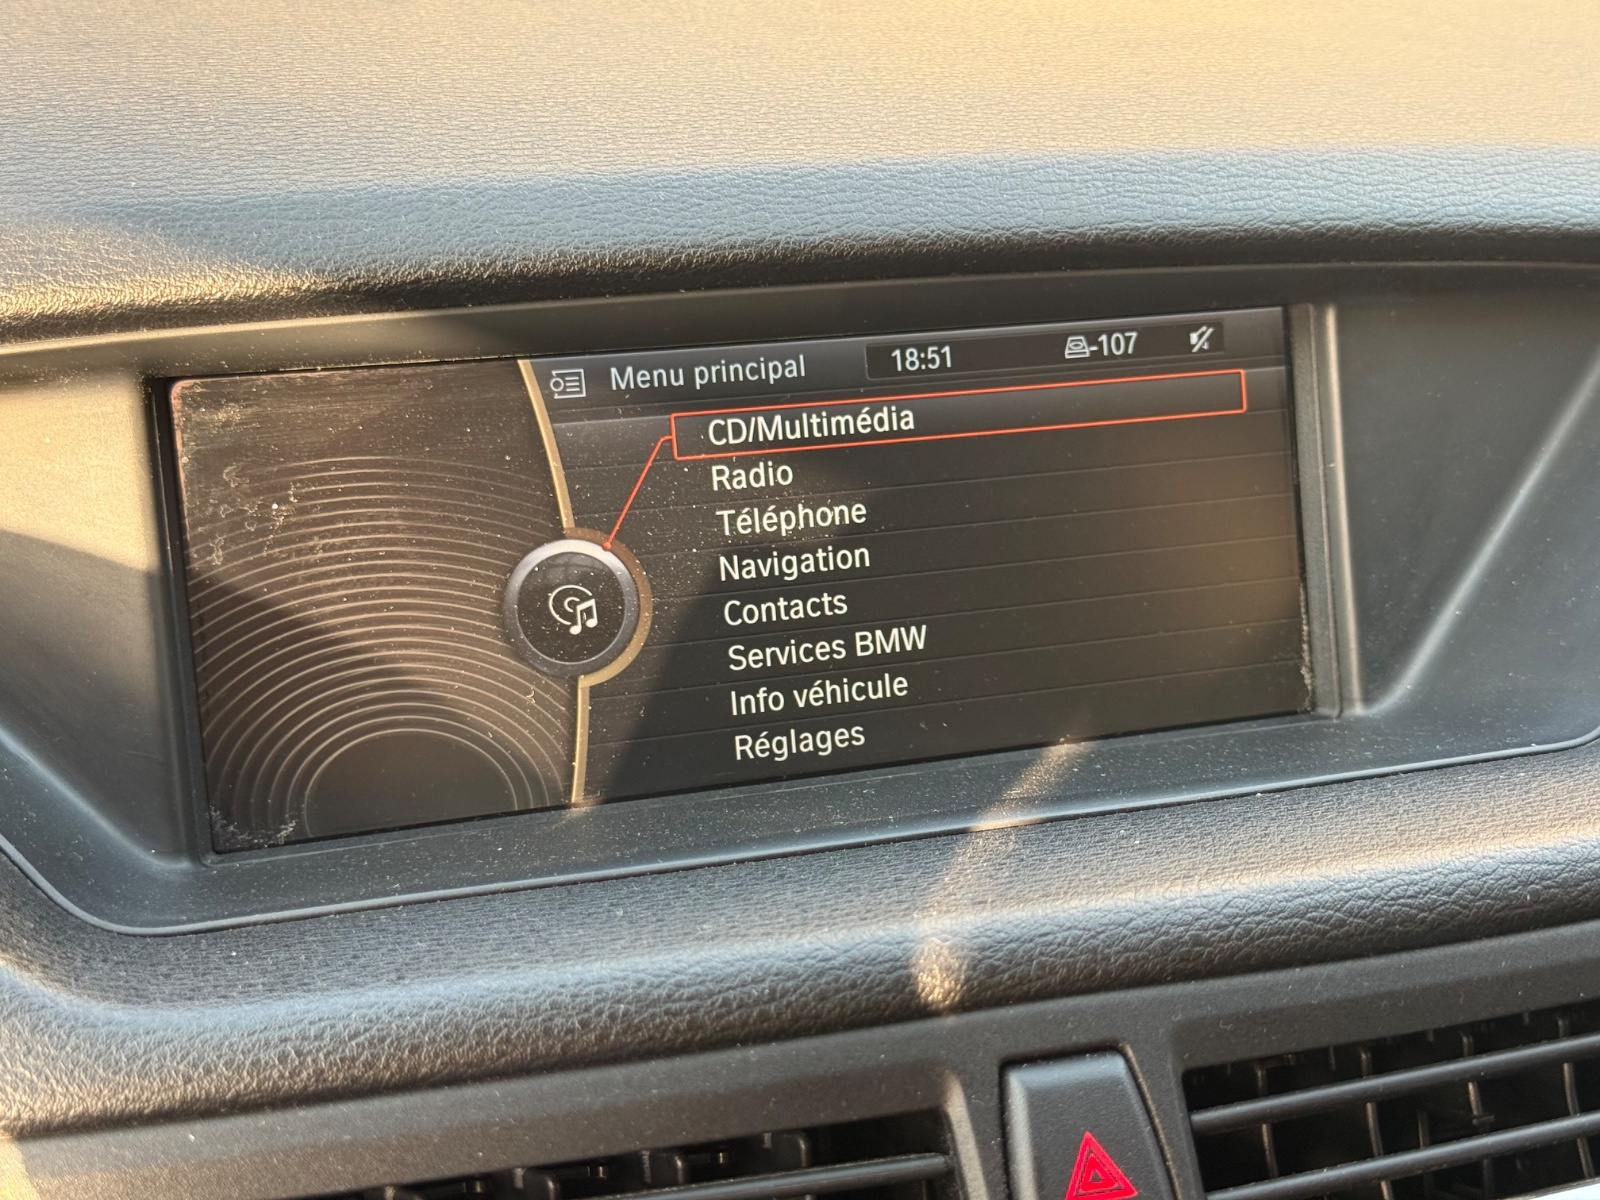 Menu principal 18:51 -107
CD/Multimédia
Radio
Téléphone
Navigation
Contacts
Services BMW
Info véhicule
Réglages